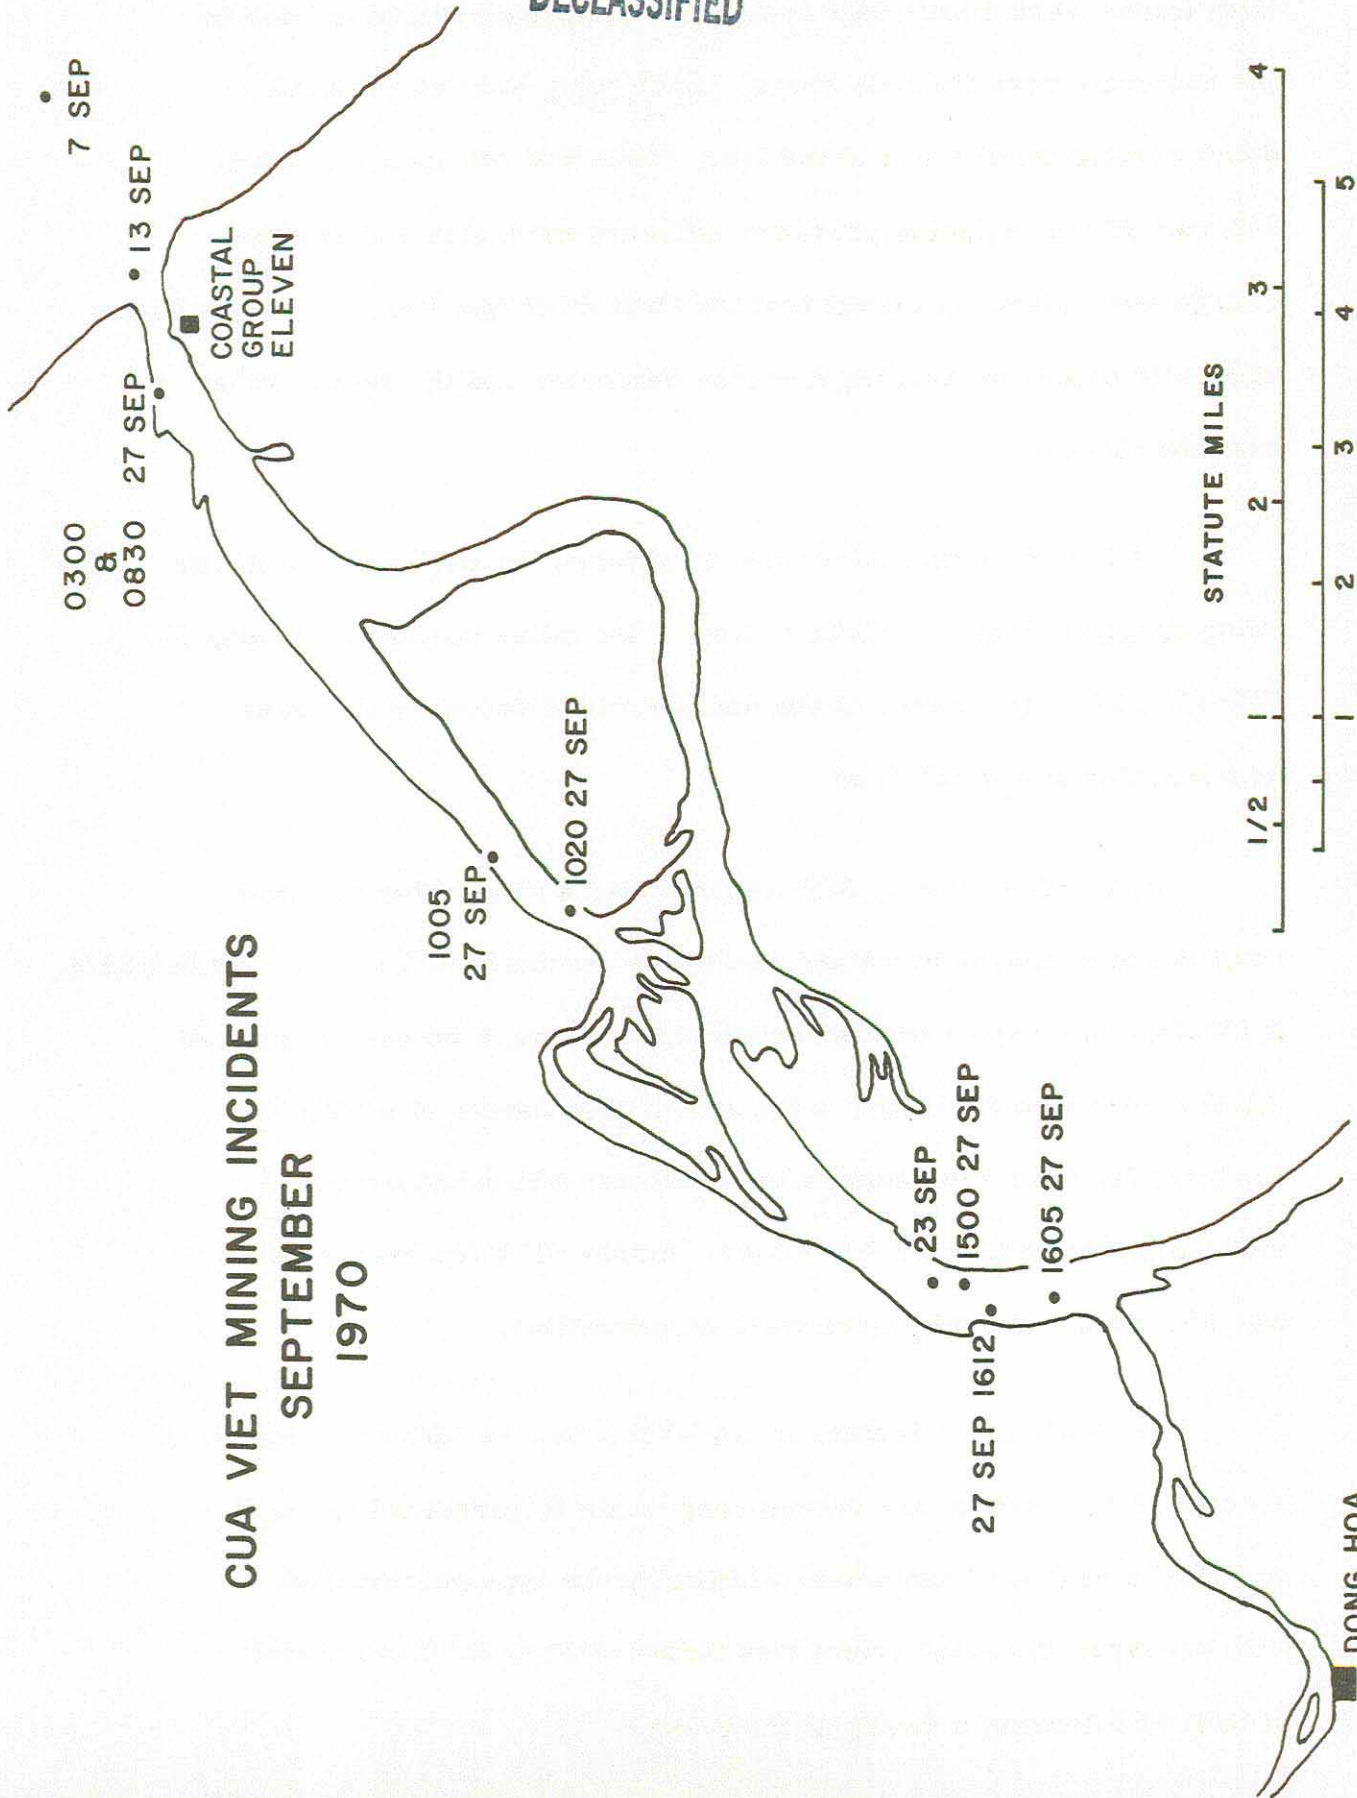 DECLASSIFIED
CUA VIET MINING INCIDENTS
SEPTEMBER
1970
7 SEP
13 SEP
COASTAL
GROUP
ELEVEN
0300
&
0830 27 SEP
1005
27 SEP
1020 27 SEP
23 SEP
1500 27 SEP
27 SEP 1612
1605 27 SEP
DONG HOA
STATUTE MILES
1/2 1 2 3 4
1 2 3 4 5